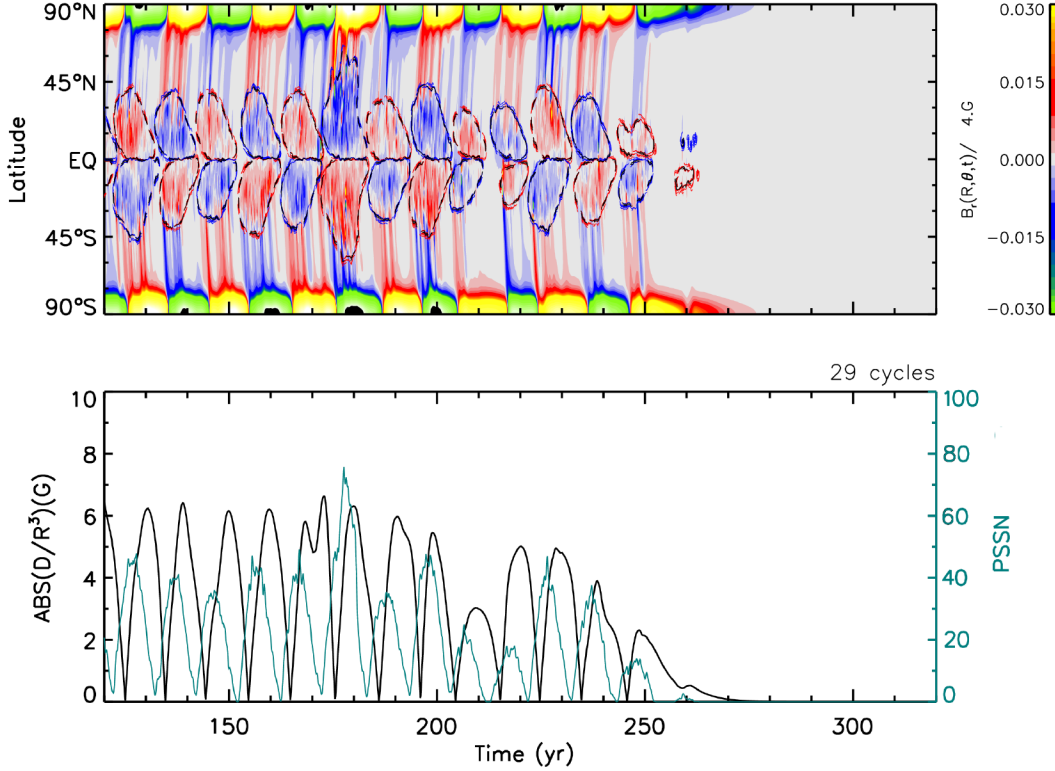 90°N
45°N
EQ
45°S
90°S
Latitude
0.030
0.015
0.000
−0.015
−0.030
B_r(R,θ,t)/ 4.G
29 cycles
10
8
6
4
2
0
ABS(D/R³)(G)
100
80
60
40
20
0
PSSN
150
200
250
300
Time (yr)